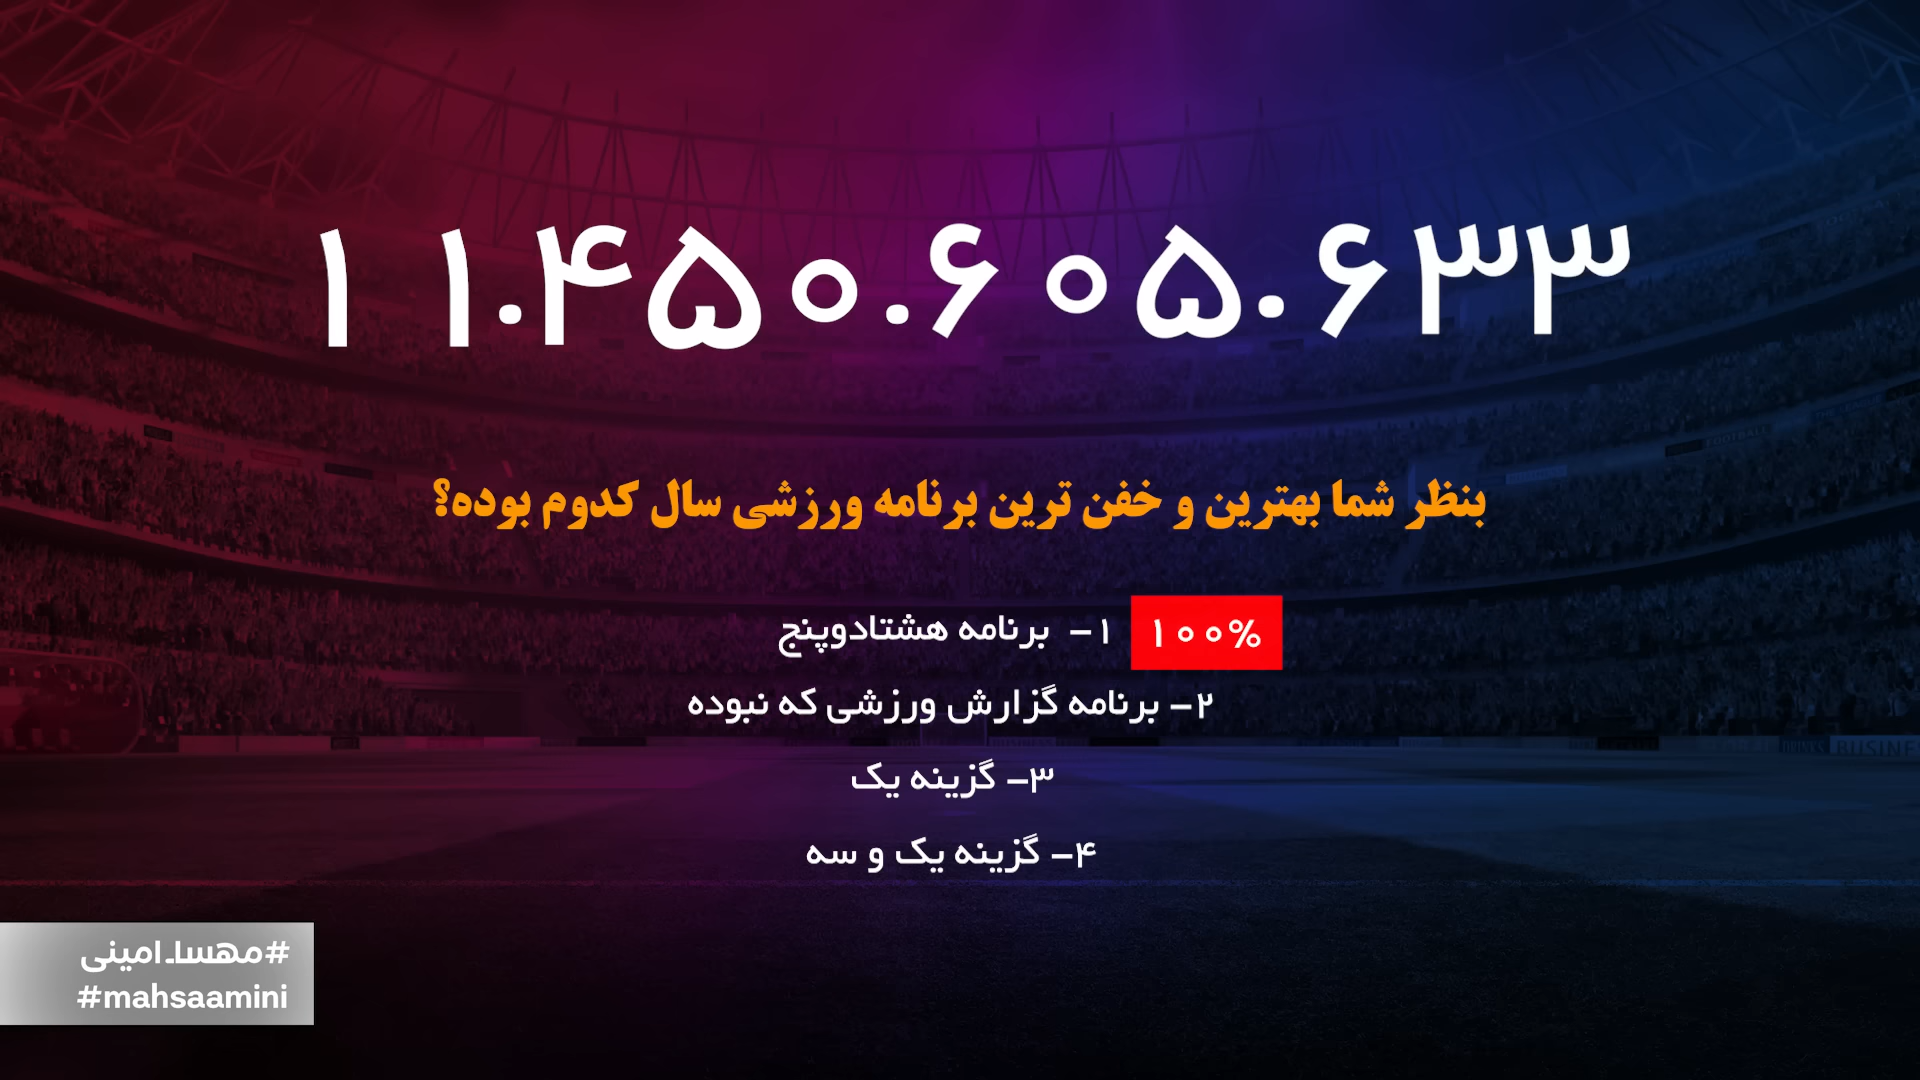 ۱۱.۴۵۰.۶۰۵.۶۳۳
بنظر شما بهترین و خفن ترین برنامه ورزشی سال کدوم بوده؟
۱۰۰% ۱- برنامه هشتادوپنج
۲- برنامه گزارش ورزشی که نبوده
۳- گزینه یک
۴- گزینه یک و سه
#مهسا_امینی
#mahsaamini